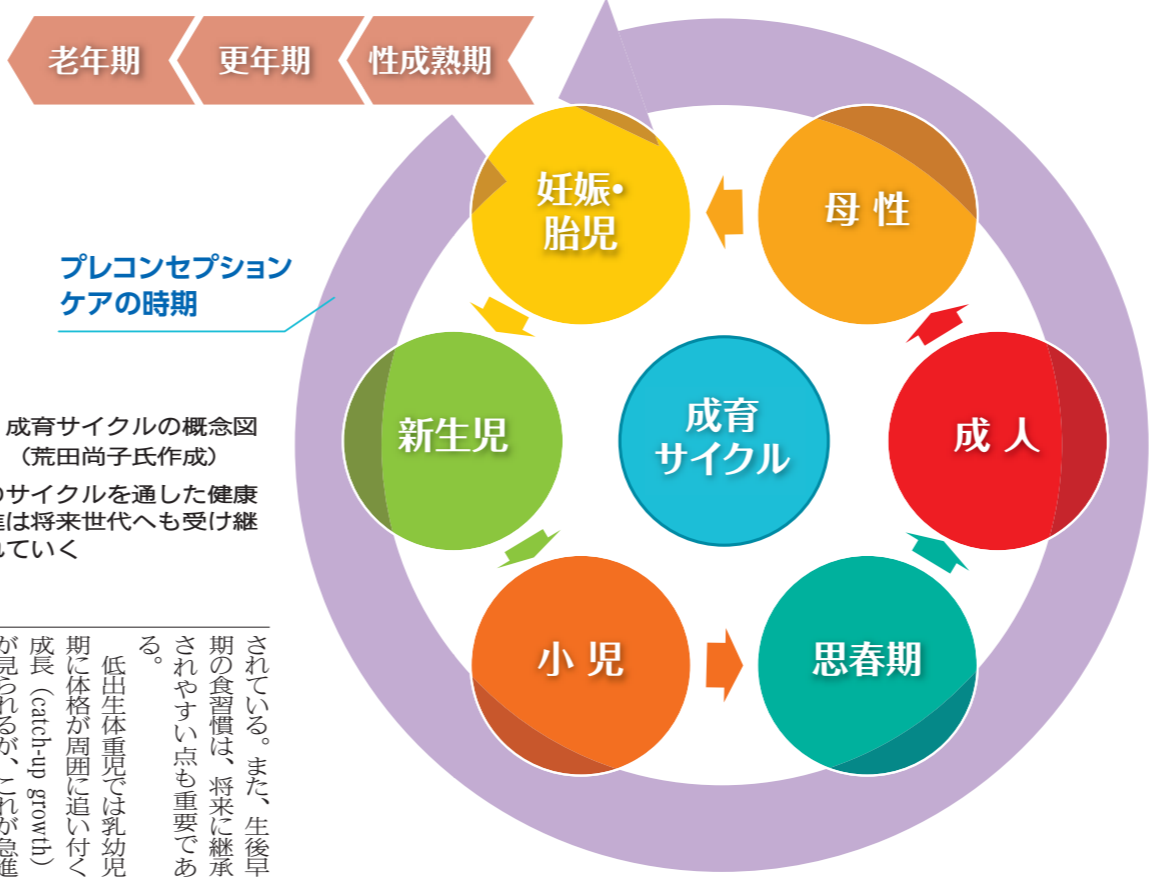 老年期
更年期
性成熟期
妊娠・
胎児
母性
プレコンセプション
ケアの時期
新生児
成育
サイクル
成人
成育サイクルの概念図
（荒田尚子氏作成）
のサイクルを通した健康
進は将来世代へも受け継
れていく
小児
思春期
されている。また、生後早
期の食習慣は、将来に継承
されやすい点も重要であ
る。
低出生体重児では乳幼児
期に体格が周囲に追い付く
成長（catch-up growth）
が見られるが、これが急進